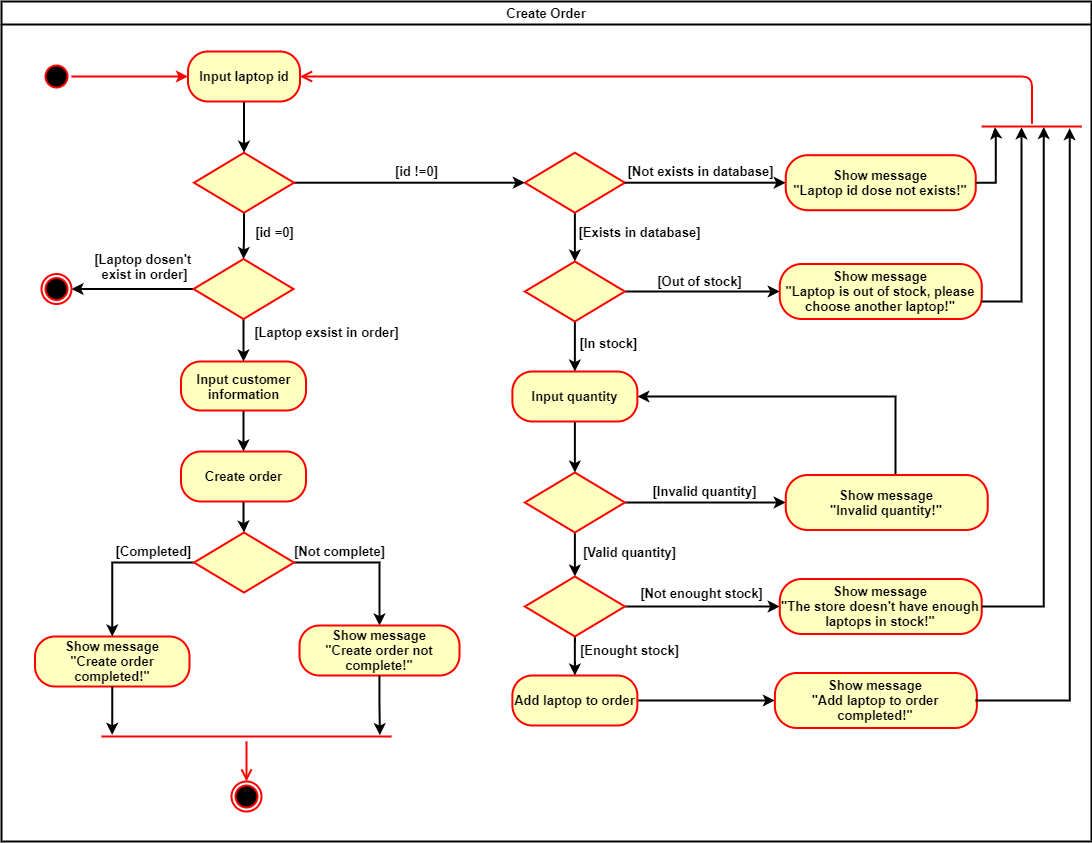 Create Order
Input laptop id
[id !=0]
[Not exists in database]
Show message
"Laptop id dose not exists!"
[id =0]
[Exists in database]
[Laptop dosen't
exist in order]
[Out of stock]
Show message
"Laptop is out of stock, please
choose another laptop!"
[Laptop exsist in order]
[In stock]
Input customer
information
Input quantity
Create order
[Invalid quantity]
Show message
"Invalid quantity!"
[Completed]
[Not complete]
[Valid quantity]
[Not enought stock]
Show message
"The store doesn't have enough
laptops in stock!"
Show message
"Create order
completed!"
Show message
"Create order not
complete!"
[Enought stock]
Add laptop to order
Show message
"Add laptop to order
completed!"